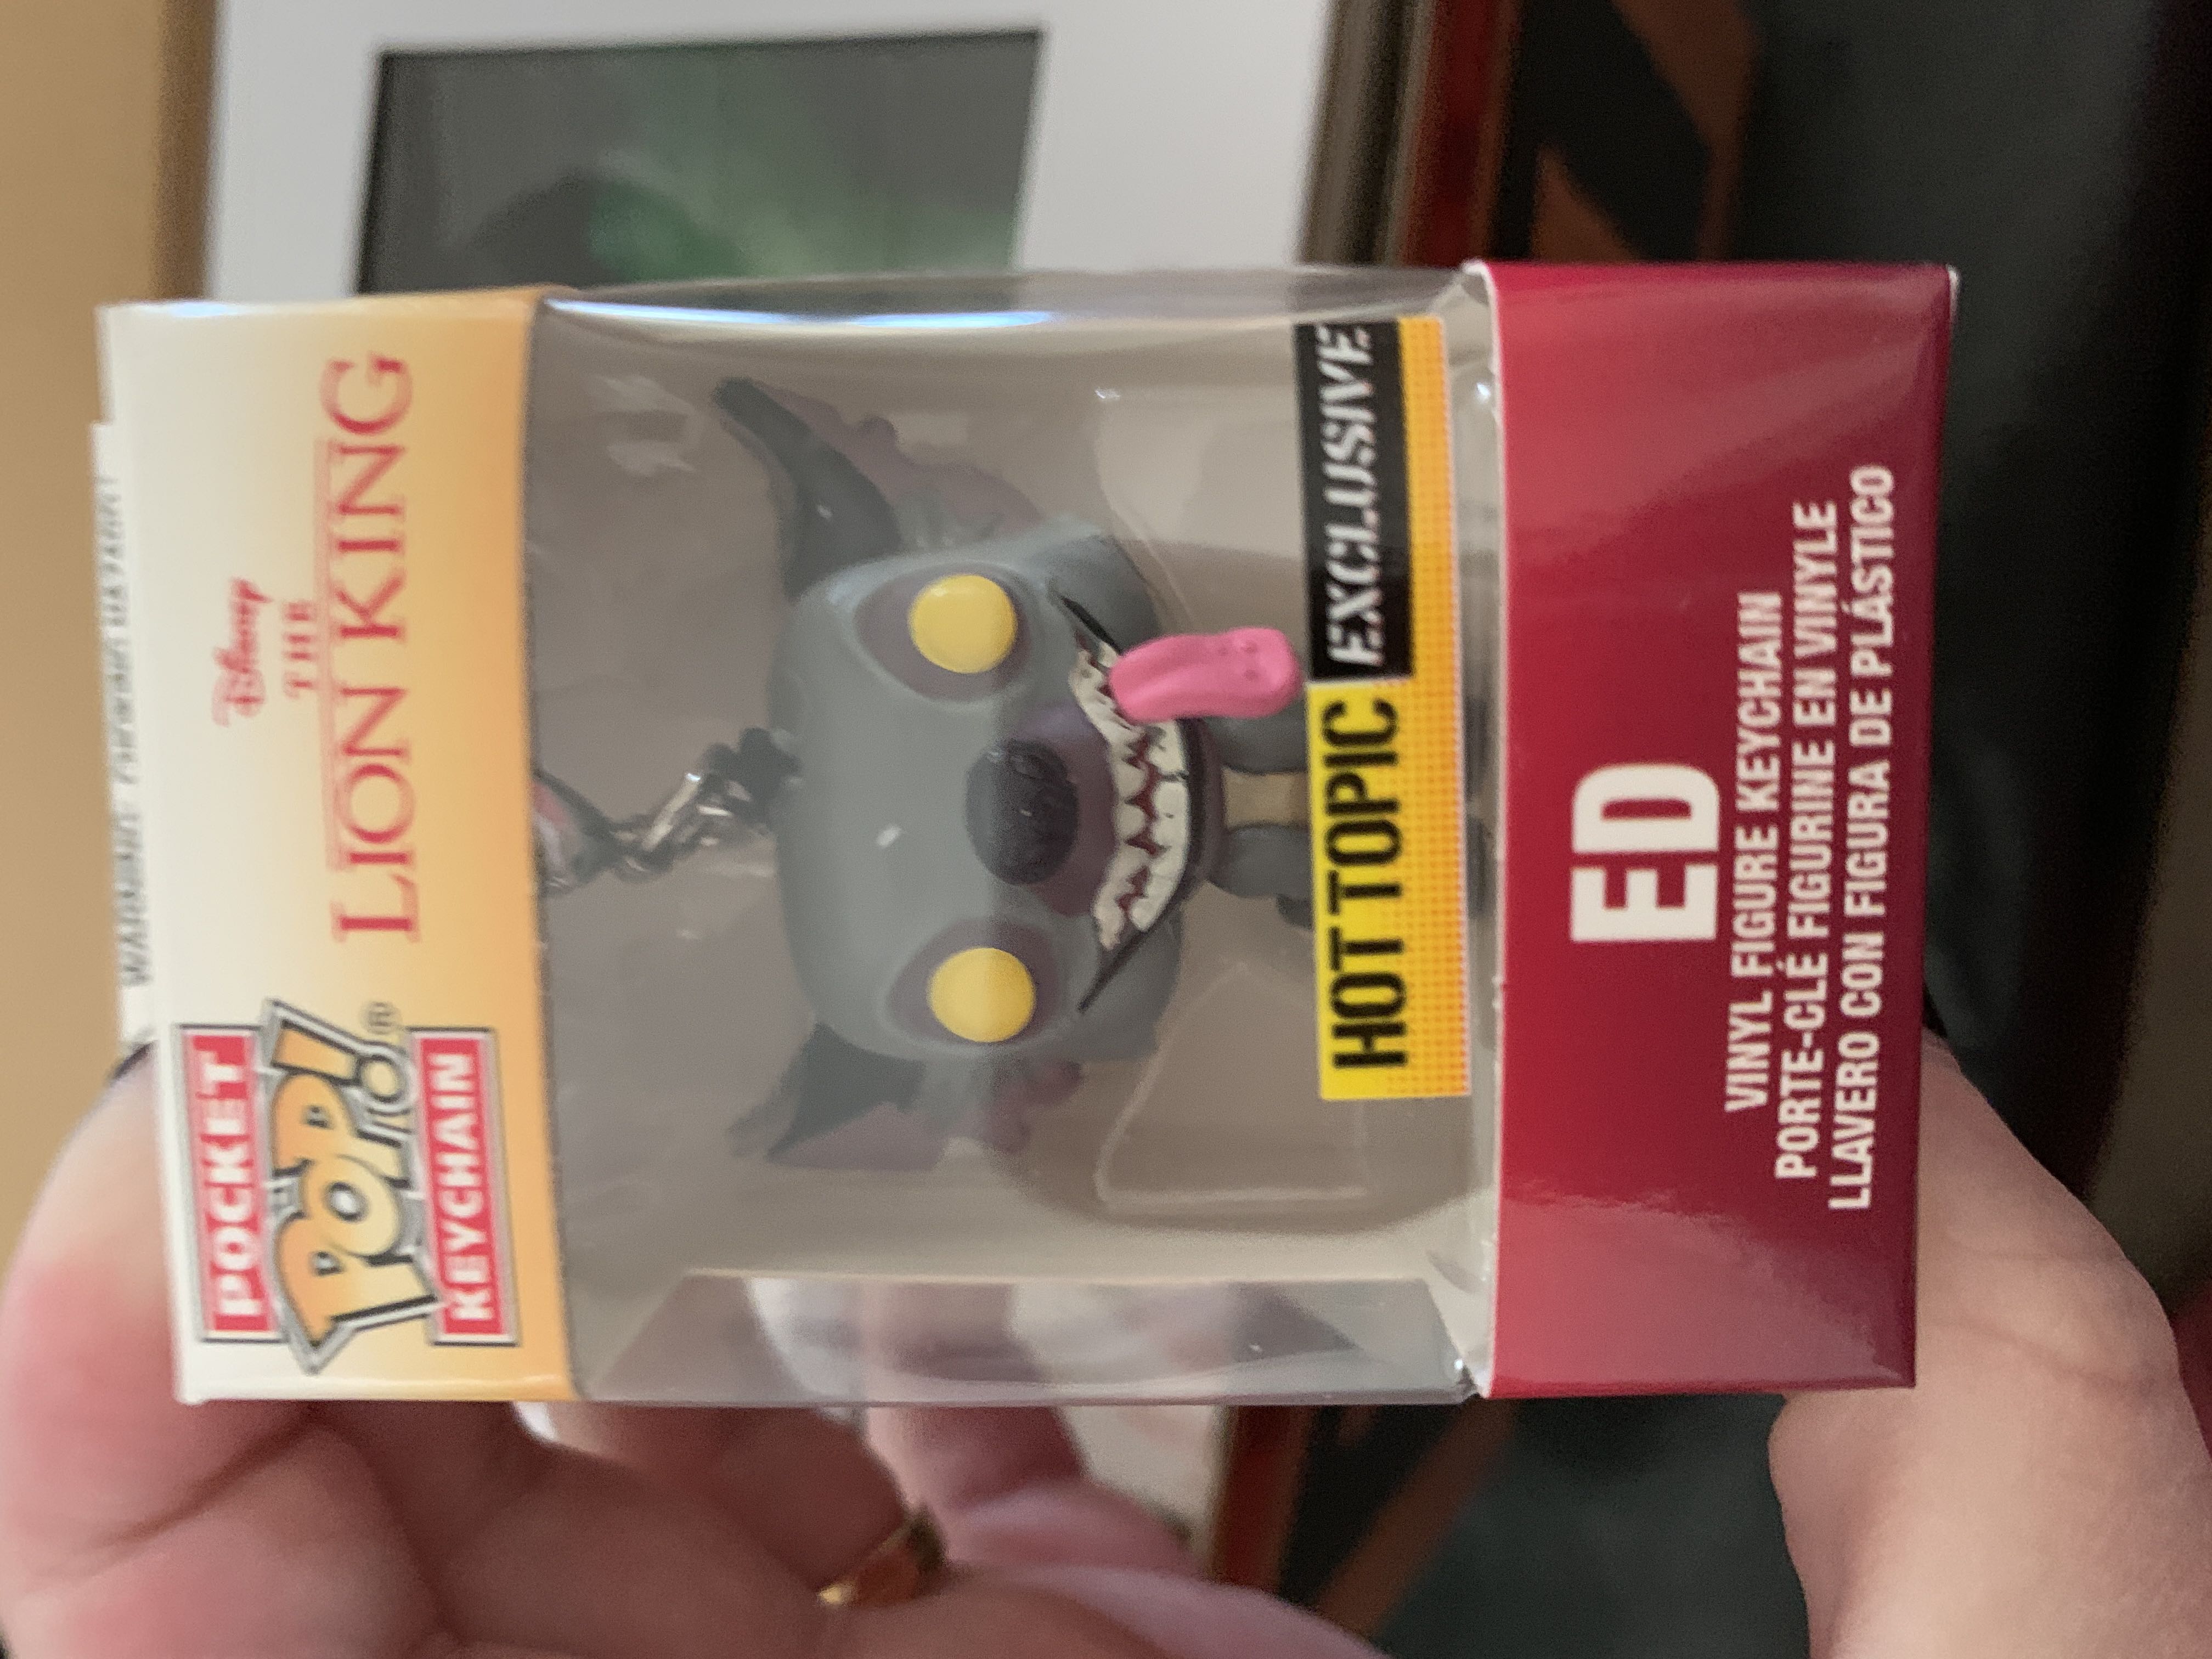 POCKET
POP!®
KEYCHAIN
Disney
THE
LION KING
HOT TOPIC EXCLUSIVE
ED
VINYL FIGURE KEYCHAIN
PORTE-CLÉ FIGURINE EN VINYLE
LLAVERO CON FIGURA DE PLÁSTICO